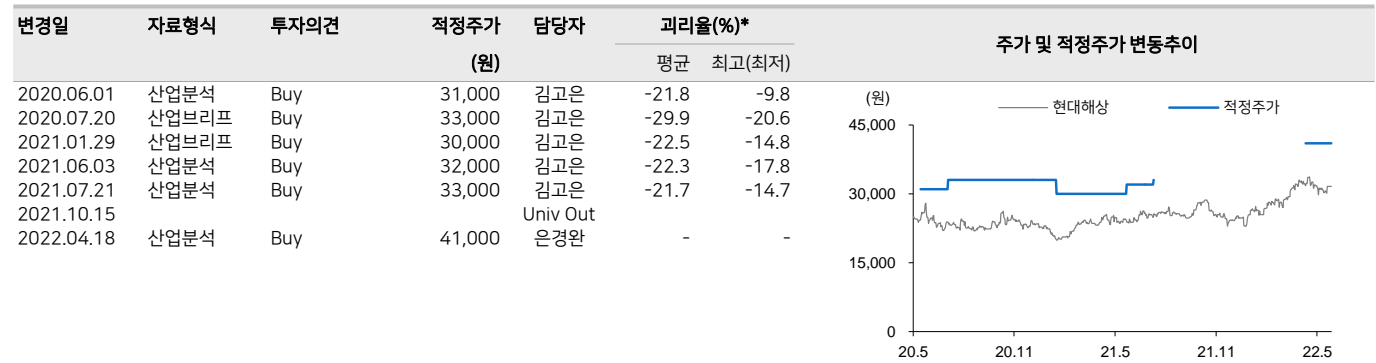 변경일 자료형식 투자의견 적정주가 담당자 괴리율(%)* 주가 및 적정주가 변동추이
(원) 평균 최고(최저)
2020.06.01 산업분석 Buy 31,000 김고은 -21.8 -9.8
2020.07.20 산업브리프 Buy 33,000 김고은 -29.9 -20.6
2021.01.29 산업브리프 Buy 30,000 김고은 -22.5 -14.8
2021.06.03 산업분석 Buy 32,000 김고은 -22.3 -17.8
2021.07.21 산업분석 Buy 33,000 김고은 -21.7 -14.7
2021.10.15 Univ Out
2022.04.18 산업분석 Buy 41,000 은경완 - -
(원) 현대해상 적정주가
45,000
30,000
15,000
0
20.5 20.11 21.5 21.11 22.5